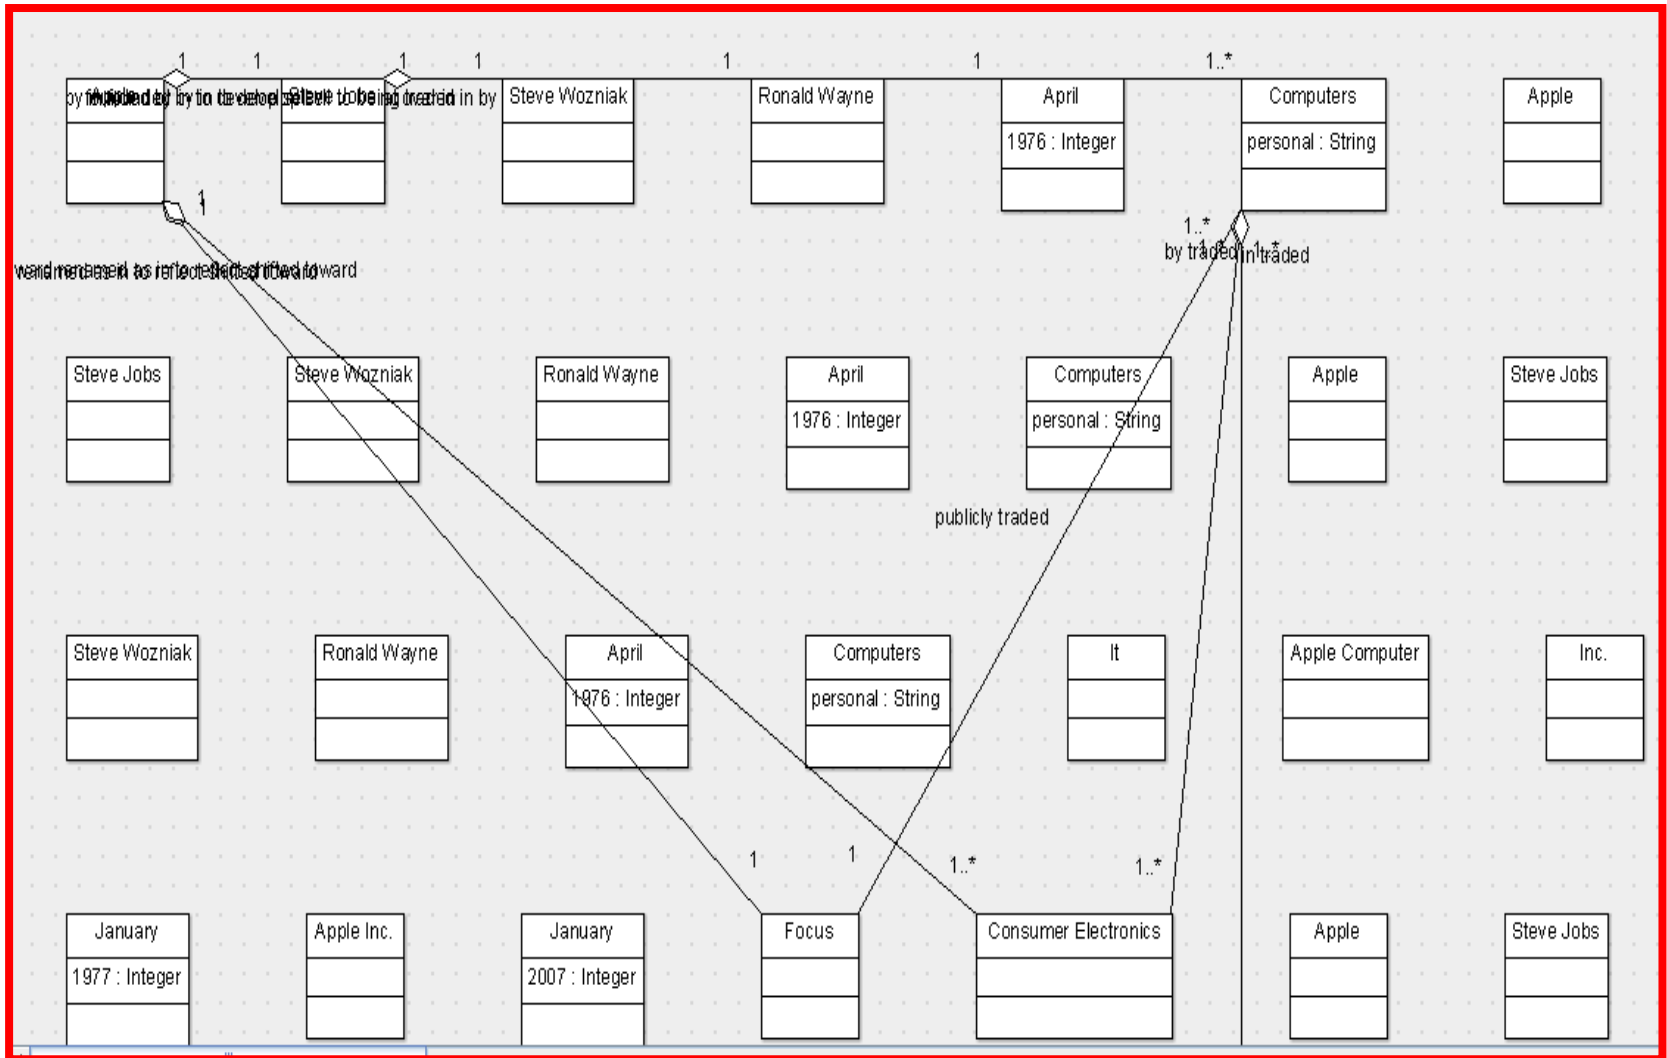 1 1 1 1 1 1 1..*
Steve Wozniak Ronald Wayne April Computers Apple
1976 : Integer personal : String
1
1
1..*
by traded in traded
Steve Jobs Steve Wozniak Ronald Wayne April Computers Apple Steve Jobs
1976 : Integer personal : String
publicly traded
Steve Wozniak Ronald Wayne April Computers It Apple Computer Inc.
1976 : Integer personal : String
1 1 1..* 1..*
January Apple Inc. January Focus Consumer Electronics Apple Steve Jobs
1977 : Integer 2007 : Integer